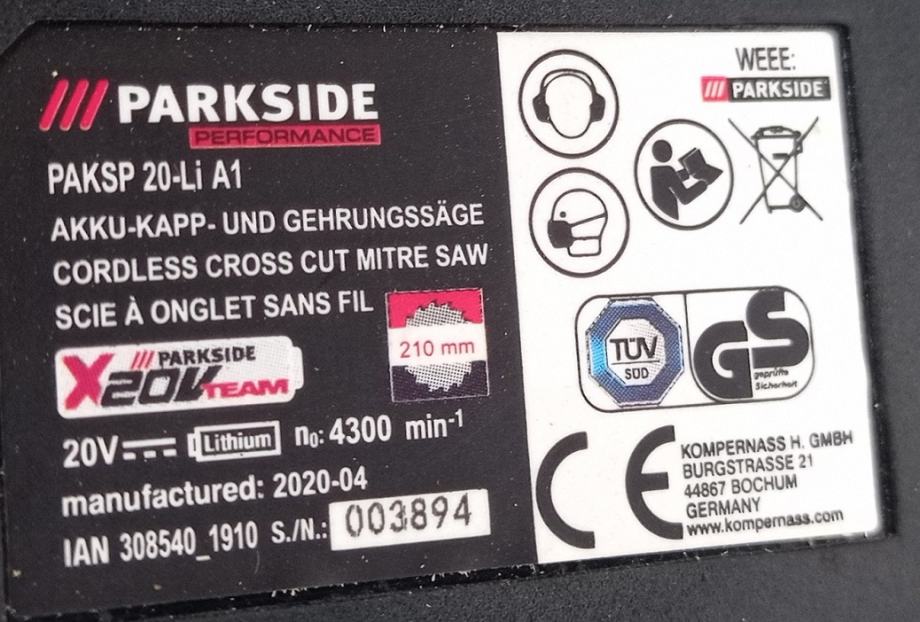 /// PARKSIDE
PERFORMANCE
PAKSP 20-Li A1
AKKU-KAPP- UND GEHRUNGSSÄGE
CORDLESS CROSS CUT MITRE SAW
SCIE À ONGLET SANS FIL
210 mm
/// PARKSIDE
X20V TEAM
20V Lithium n₀: 4300 min⁻¹
manufactured: 2020-04
IAN 308540_1910 S./N.: 003894
WEEE:
/// PARKSIDE
TÜV
SÜD
GS
geprüfte
Sicherheit
CE
KOMPERNASS H. GMBH
BURGSTRASSE 21
44867 BOCHUM
GERMANY
www.kompernass.com